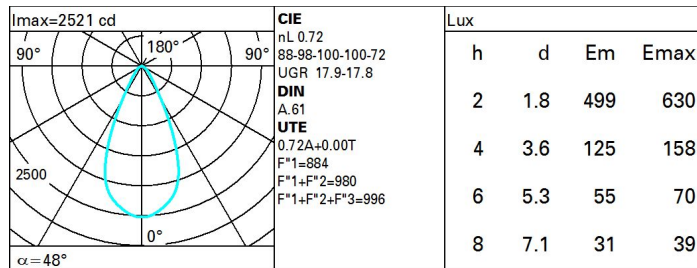 Imax=2521 cd
90°
180°
90°
2500
0°
α=48°
CIE
nL 0.72
88-98-100-100-72
UGR 17.9-17.8
DIN
A.61
UTE
0.72A+0.00T
F"1=884
F"1+F"2=980
F"1+F"2+F"3=996
Lux
h d Em Emax
2 1.8 499 630
4 3.6 125 158
6 5.3 55 70
8 7.1 31 39